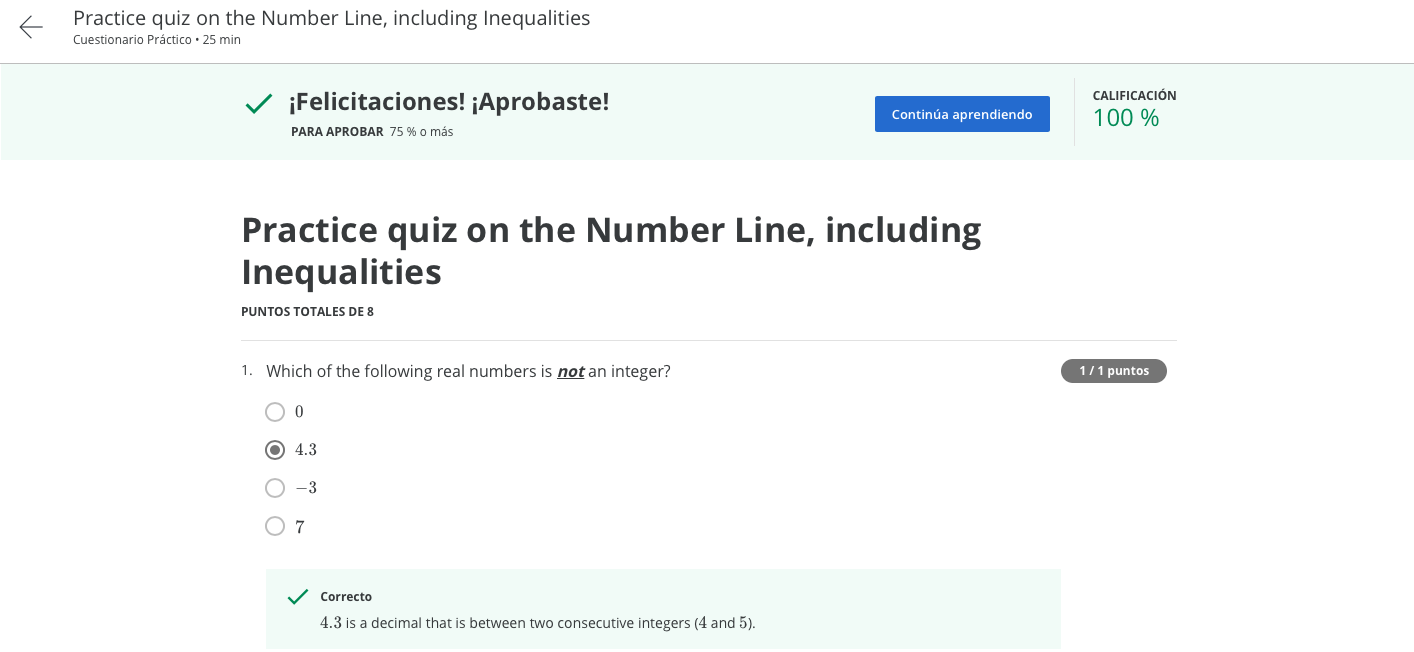 Practice quiz on the Number Line, including Inequalities
Cuestionario Práctico • 25 min
¡Felicitaciones! ¡Aprobaste!
PARA APROBAR 75 % o más
Continúa aprendiendo
CALIFICACIÓN
100 %
Practice quiz on the Number Line, including
Inequalities
PUNTOS TOTALES DE 8
1. Which of the following real numbers is not an integer?
1 / 1 puntos
0
4.3
−3
7
Correcto
4.3 is a decimal that is between two consecutive integers (4 and 5).